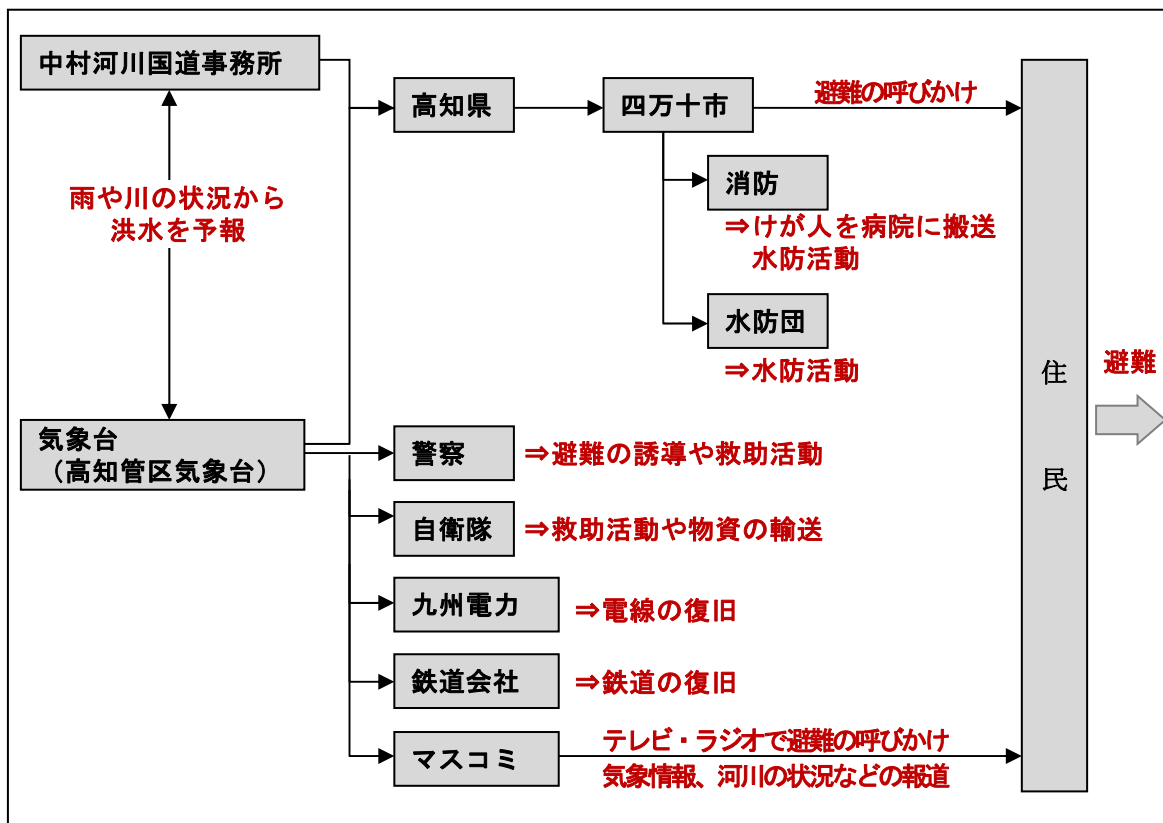 中村河川国道事務所
高知県
四万十市
避難の呼びかけ
消防
⇒けが人を病院に搬送
水防活動
雨や川の状況から
洪水を予報
水防団
⇒水防活動
住
民
避難
気象台
（高知管区気象台）
警察
⇒避難の誘導や救助活動
自衛隊
⇒救助活動や物資の輸送
九州電力
⇒電線の復旧
鉄道会社
⇒鉄道の復旧
マスコミ
テレビ・ラジオで避難の呼びかけ
気象情報、河川の状況などの報道